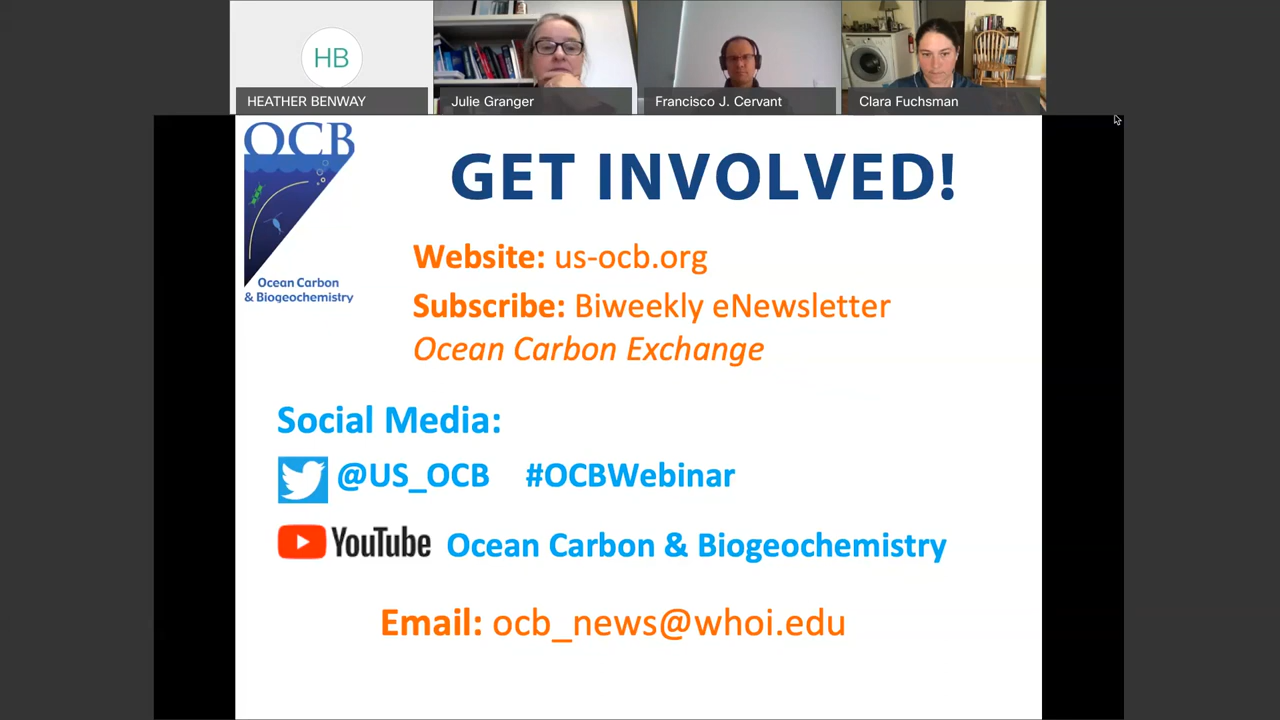 HB
HEATHER BENWAY
Julie Granger
Francisco J. Cervant
Clara Fuchsman
OCB
Ocean Carbon
& Biogeochemistry
GET INVOLVED!
Website: us-ocb.org
Subscribe: Biweekly eNewsletter
Ocean Carbon Exchange
Social Media:
@US_OCB #OCBWebinar
YouTube Ocean Carbon & Biogeochemistry
Email: ocb_news@whoi.edu